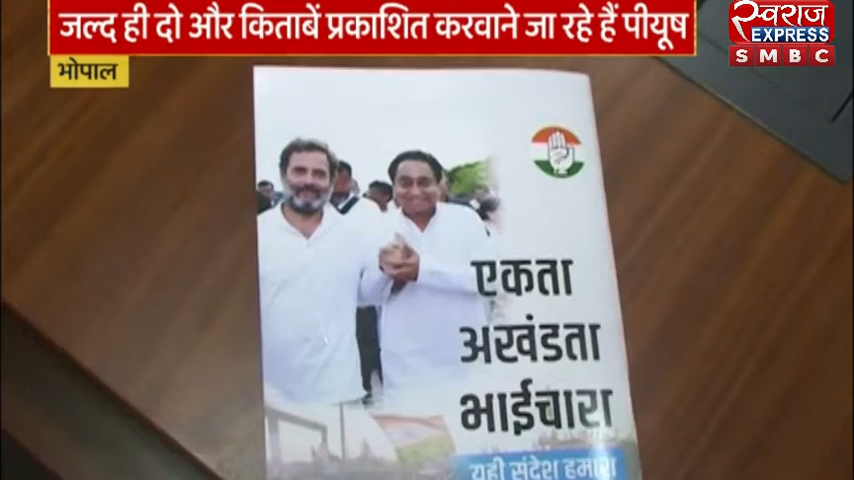 जल्द ही दो और किताबें प्रकाशित करवाने जा रहे हैं पीयूष
स्वराज
EXPRESS
SMBC
भोपाल
एकता
अखंडता
भाईचारा
यही संदेश हमारा